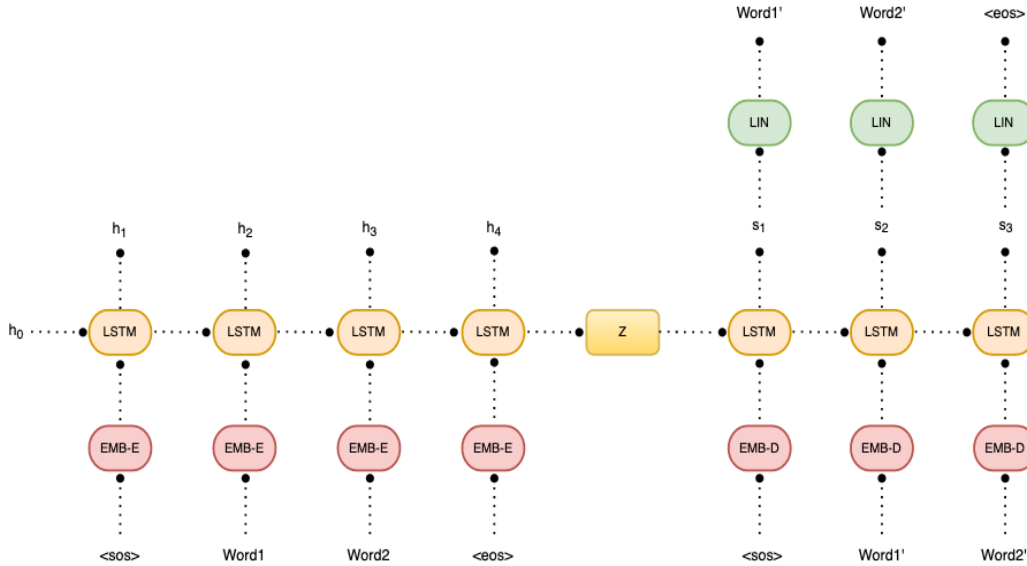 Word1' Word2' <eos>
LIN LIN LIN
h1 h2 h3 h4 s1 s2 s3
h0 LSTM LSTM LSTM LSTM Z LSTM LSTM LSTM
EMB-E EMB-E EMB-E EMB-E EMB-D EMB-D EMB-D
<sos> Word1 Word2 <eos> <sos> Word1' Word2'